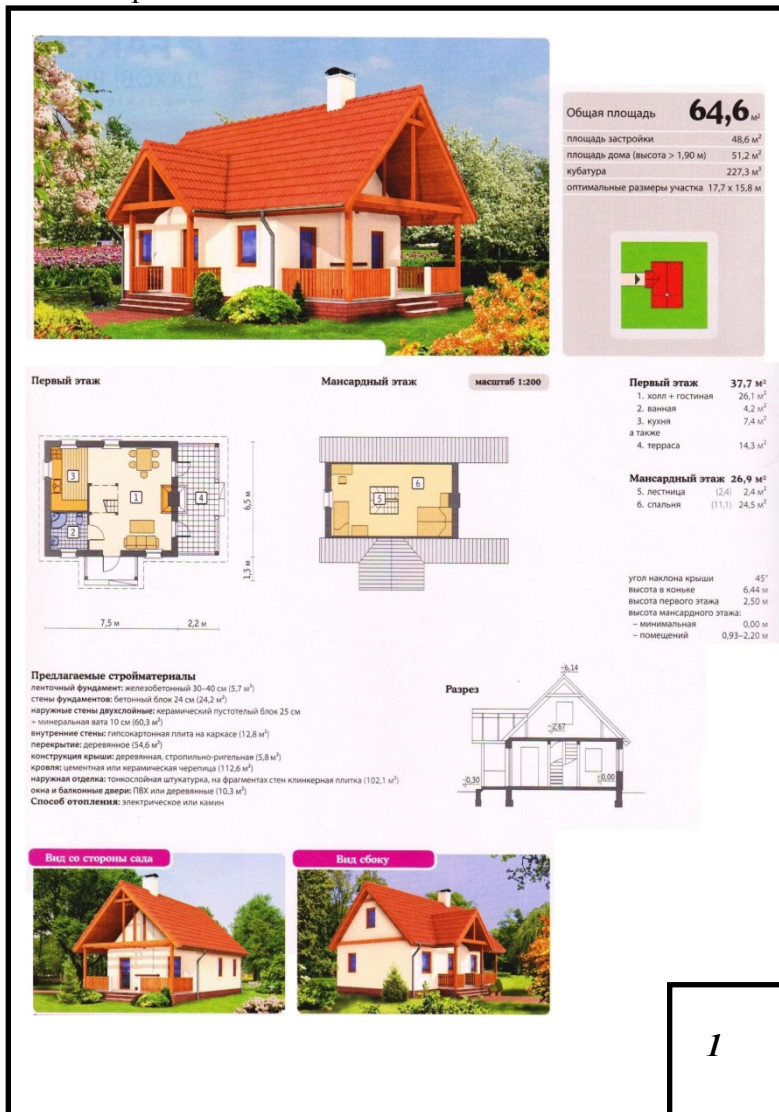 Общая площадь 64,6 м²
площадь застройки 48,6 м²
площадь дома (высота > 1,90 м) 51,2 м²
кубатура 227,3 м³
оптимальные размеры участка 17,7 x 15,8 м
Первый этаж
Мансардный этаж
масштаб 1:200
3
1
4
2
6,5 м
1,3 м
7,5 м
2,2 м
6
5
Первый этаж 37,7 м²
1. холл + гостиная 26,1 м²
2. ванная 4,2 м²
3. кухня 7,4 м²
а также
4. терраса 14,3 м²
Мансардный этаж 26,9 м²
5. лестница (2,4) 2,4 м²
6. спальня (11,1) 24,5 м²
угол наклона крыши 45°
высота в коньке 6,44 м
высота первого этажа 2,50 м
высота мансардного этажа:
– минимальная 0,00 м
– помещений 0,93–2,20 м
Предлагаемые стройматериалы
ленточный фундамент: железобетонный 30–40 см (5,7 м³)
стены фундаментов: бетонный блок 24 см (24,2 м²)
наружные стены двухслойные: керамический пустотелый блок 25 см
+ минеральная вата 10 см (60,3 м²)
внутренние стены: гипсокартонная плита на каркасе (12,8 м²)
перекрытие: деревянное (54,6 м²)
конструкция крыши: деревянная, стропильно-ригельная (5,8 м³)
кровля: цементная или керамическая черепица (112,6 м²)
наружная отделка: тонкослойная штукатурка, на фрагментах стен клинкерная плитка (102,1 м²)
окна и балконные двери: ПВХ или деревянные (10,3 м²)
Способ отопления: электрическое или камин
Разрез
6,14
2,67
0,30
0,00
Вид со стороны сада
Вид сбоку
1